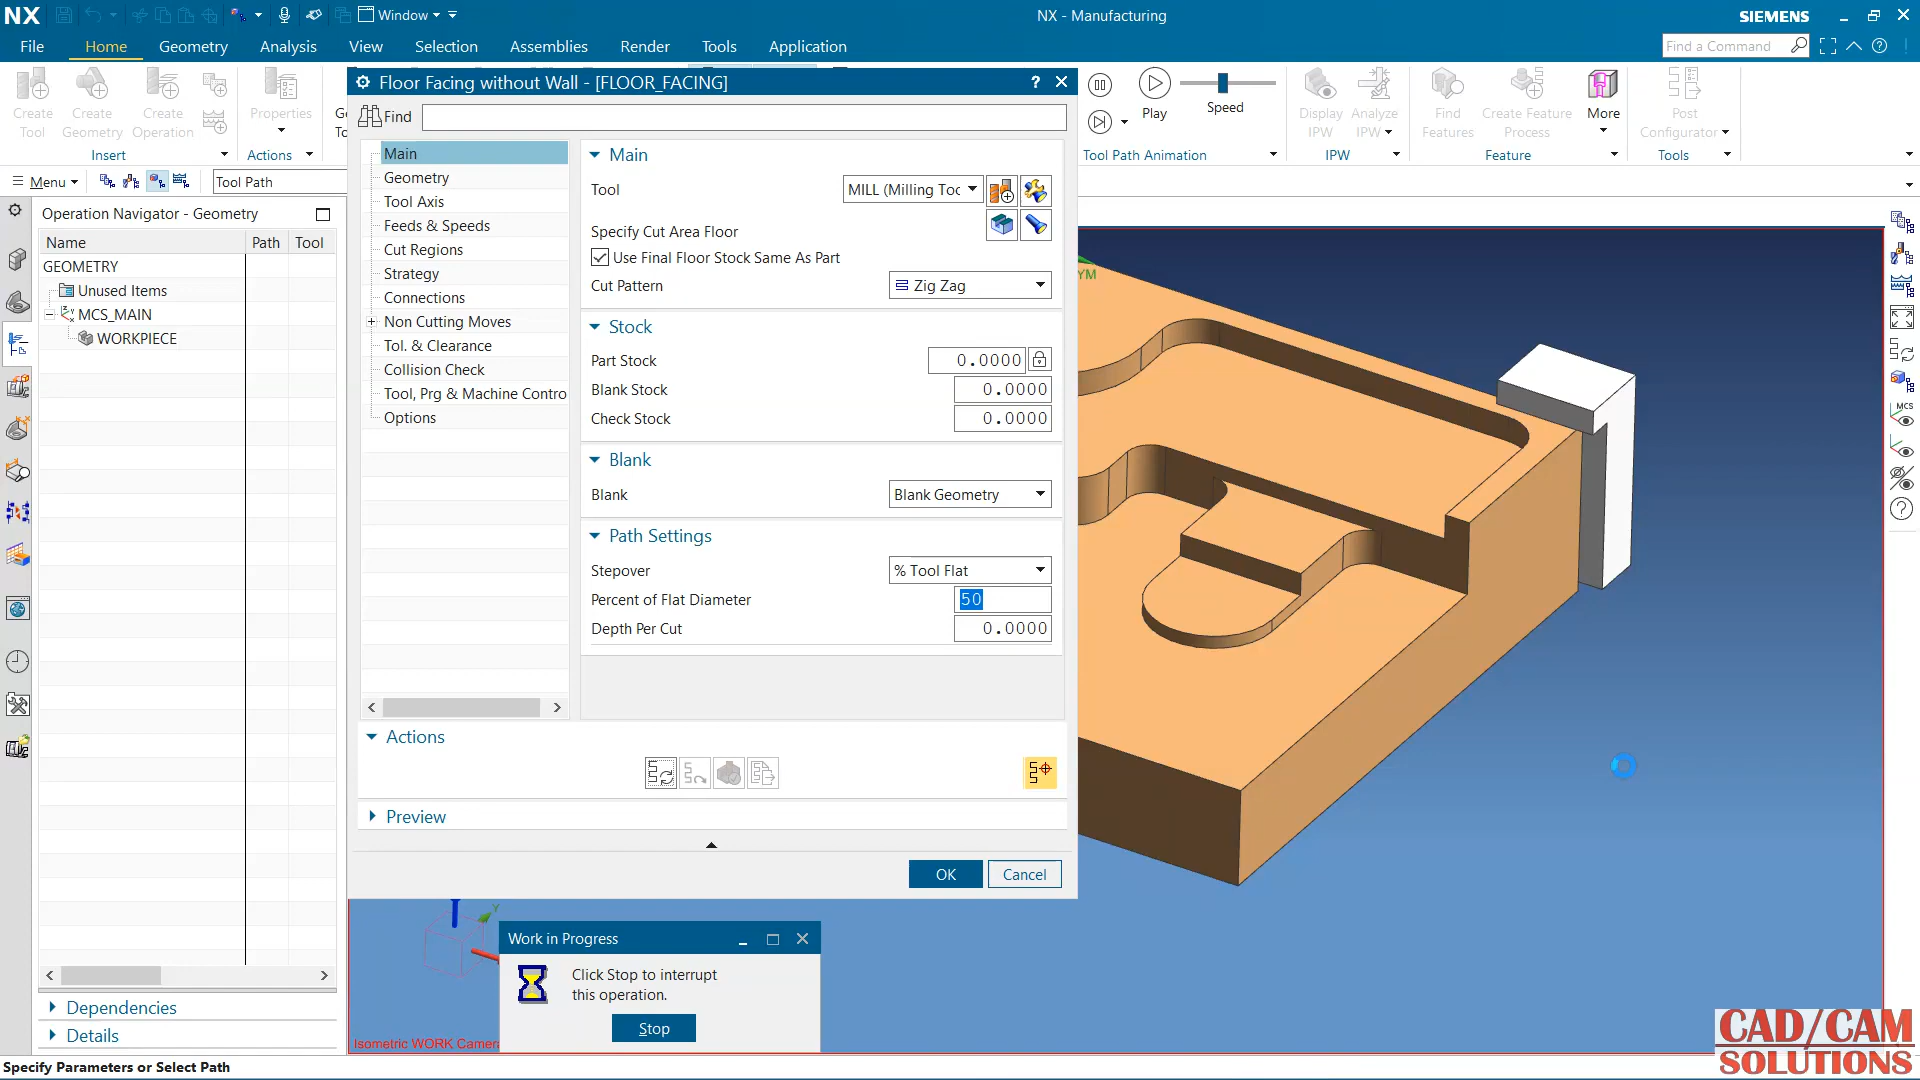 NX
Window
NX - Manufacturing
SIEMENS
File
Home
Geometry
Analysis
View
Selection
Assemblies
Render
Tools
Application
Find a Command
Create Tool
Create Geometry
Create Operation
Properties
Insert
Actions
Play
Speed
Display IPW
Analyze IPW
Find Features
Create Feature Process
More
Post Configurator
Tool Path Animation
IPW
Feature
Tools
Menu
Tool Path
Operation Navigator - Geometry
Name Path Tool
GEOMETRY
Unused Items
MCS_MAIN
WORKPIECE
Dependencies
Details
Floor Facing without Wall - [FLOOR_FACING]
Find
Main
Geometry
Tool Axis
Feeds & Speeds
Cut Regions
Strategy
Connections
Non Cutting Moves
Tol. & Clearance
Collision Check
Tool, Prg & Machine Contro
Options
Main
Tool MILL (Milling Toc
Specify Cut Area Floor
Use Final Floor Stock Same As Part
Cut Pattern Zig Zag
Stock
Part Stock 0.0000
Blank Stock 0.0000
Check Stock 0.0000
Blank
Blank Blank Geometry
Path Settings
Stepover % Tool Flat
Percent of Flat Diameter 50
Depth Per Cut 0.0000
Actions
Preview
OK
Cancel
YM
MCS
Y
Work in Progress
Click Stop to interrupt
this operation.
Stop
Isometric WORK Camera
Specify Parameters or Select Path
CAD/CAM
SOLUTIONS